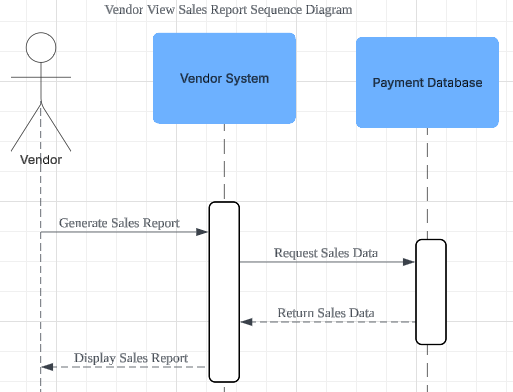 Vendor View Sales Report Sequence Diagram
Vendor System
Payment Database
Vendor
Generate Sales Report
Request Sales Data
Return Sales Data
Display Sales Report